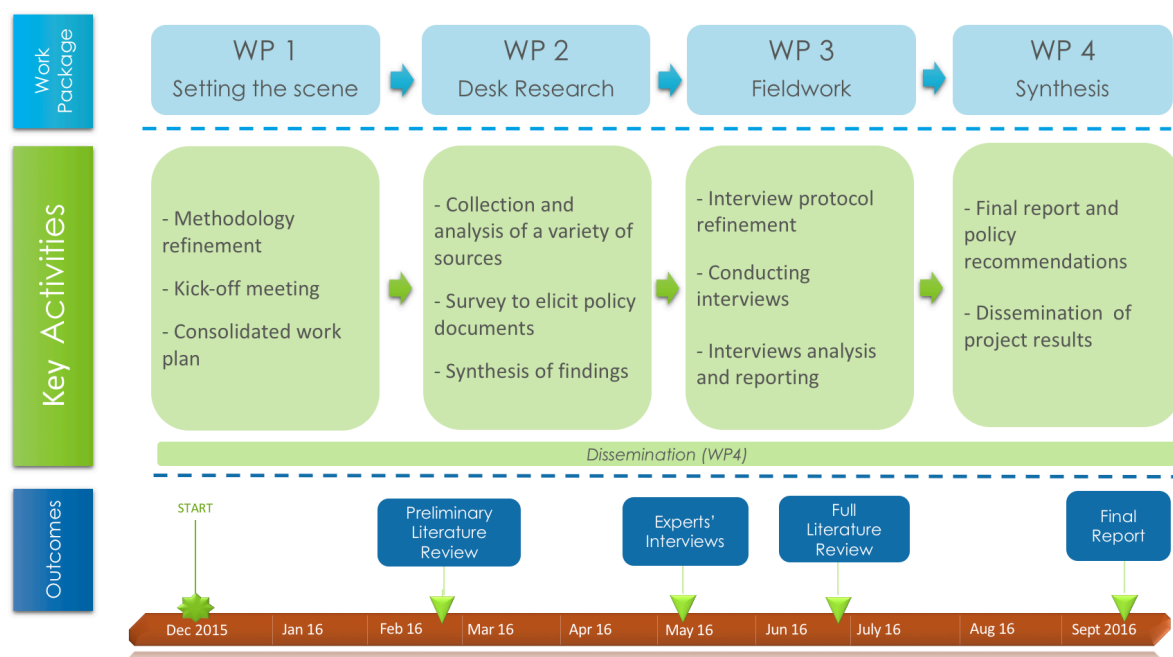 Work
Package
WP 1
Setting the scene
WP 2
Desk Research
WP 3
Fieldwork
WP 4
Synthesis
Key Activities
- Methodology
refinement
- Kick-off meeting
- Consolidated work
plan
- Collection and
analysis of a variety of
sources
- Survey to elicit policy
documents
- Synthesis of findings
- Interview protocol
refinement
- Conducting
interviews
- Interviews analysis
and reporting
- Final report and
policy
recommendations
- Dissemination of
project results
Dissemination (WP4)
Outcomes
START
Preliminary
Literature
Review
Experts’
Interviews
Full
Literature
Review
Final
Report
Dec 2015
Jan 16
Feb 16
Mar 16
Apr 16
May 16
Jun 16
July 16
Aug 16
Sept 2016